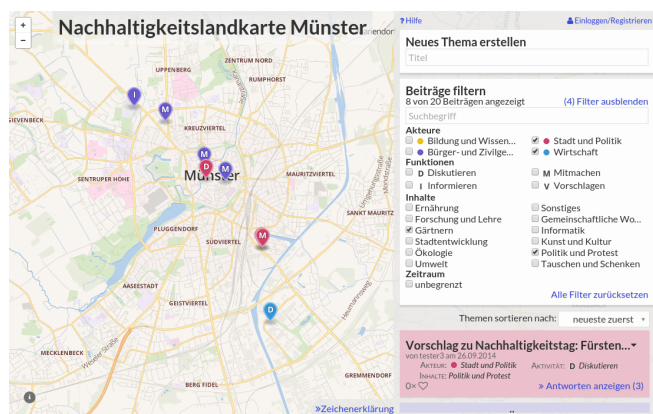 +
−
Nachhaltigkeitslandkarte Münster
ZENTRUM NORD
UPPENBERG
RUMPHORST
I
M
GIEVENBECK
KREUZVIERTEL
M
D
M
Münster
SENTRUPER HÖHE
MAURITZVIERTEL
Umgehungsstraße
SANKT MAURITZ
PLUGGENDORF
SÜDVIERTEL
M
AASEESTADT
GEISTVIERTEL
D
Heumannsweg
Weseler Straße
MECKLENBECK
GREMMENDORF
BERG FIDEL
»Zeichenerklärung
? Hilfe
Einloggen/Registrieren
Neues Thema erstellen
Titel
Beiträge filtern
8 von 20 Beiträgen angezeigt (4) Filter ausblenden
Suchbegriff
Akteure
Bildung und Wissen... Stadt und Politik
Bürger- und Zivilge... Wirtschaft
Funktionen
D Diskutieren M Mitmachen
I Informieren V Vorschlagen
Inhalte
Ernährung Sonstiges
Forschung und Lehre Gemeinschaftliche Wo...
Gärtnern Informatik
Stadtentwicklung Kunst und Kultur
Ökologie Politik und Protest
Umwelt Tauschen und Schenken
Zeitraum
unbegrenzt
Alle Filter zurücksetzen
Themen sortieren nach: neueste zuerst
Vorschlag zu Nachhaltigkeitstag: Fürsten...
von tester3 am 26.09.2014
Akteur: Stadt und Politik Aktivität: D Diskutieren
Inhalte: Politik und Protest
0× » Antworten anzeigen (3)